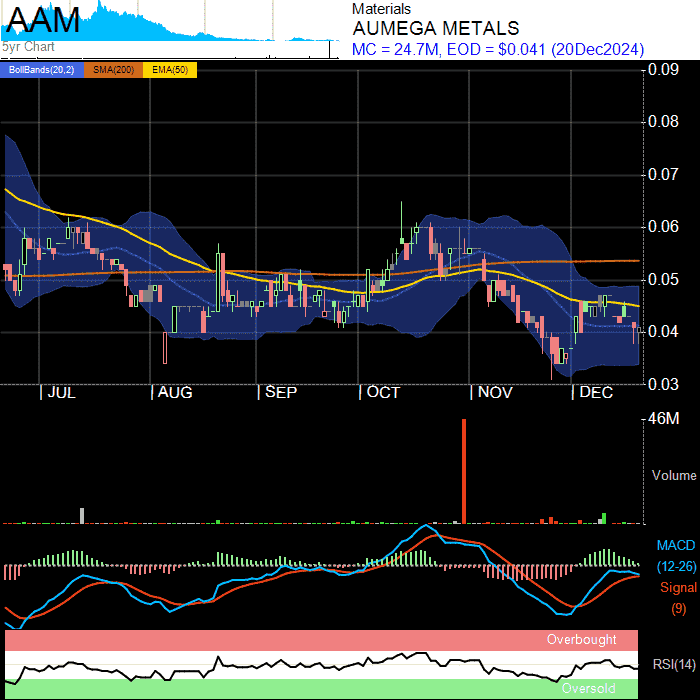 AAM
5yr Chart
Materials
AUMEGA METALS
MC = 24.7M, EOD = $0.041 (20Dec2024)
BollBands(20,2) SMA(200) EMA(50)
0.09
0.08
0.07
0.06
0.05
0.04
0.03
JUL AUG SEP OCT NOV DEC
46M
Volume
MACD
(12-26)
Signal
(9)
Overbought
RSI(14)
Oversold